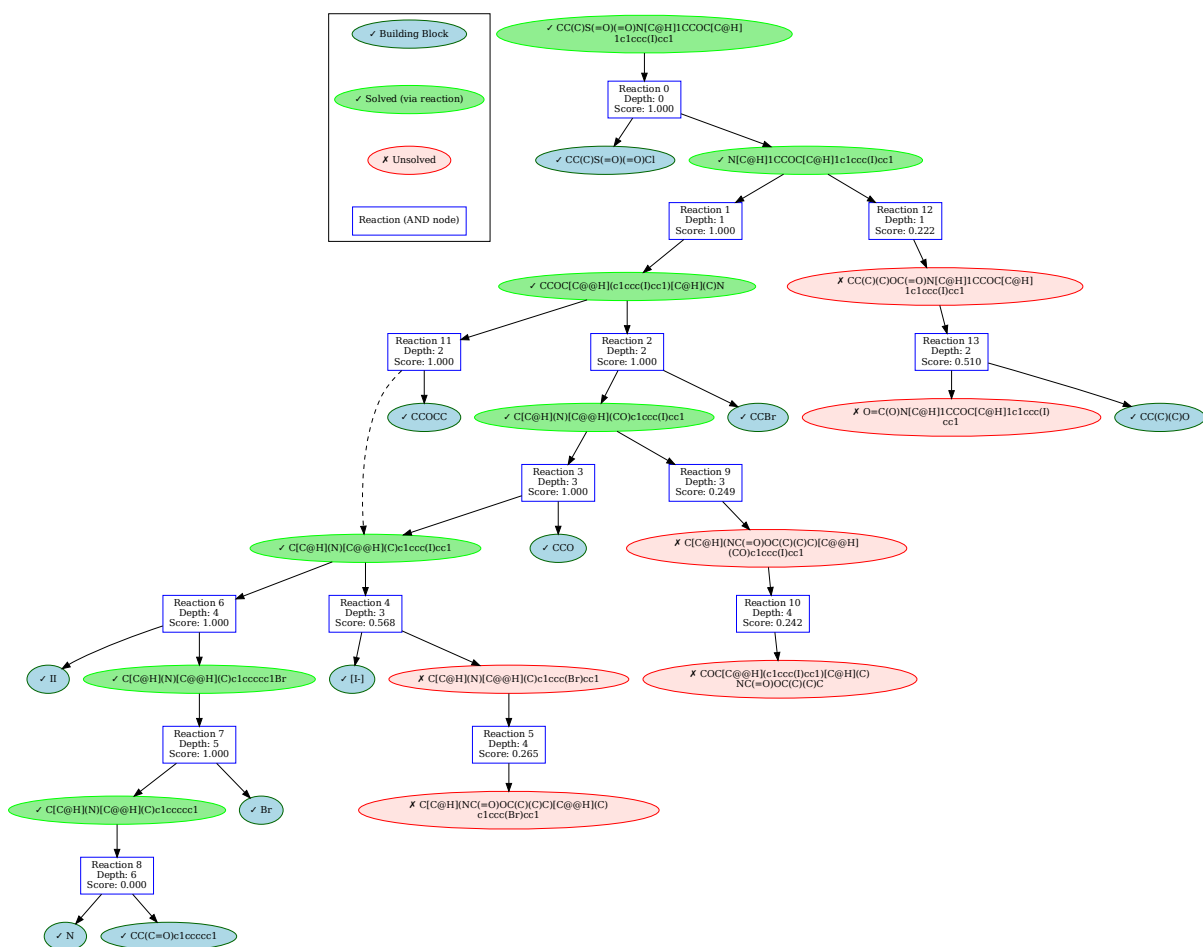 ✓ Building Block
✓ Solved (via reaction)
✗ Unsolved
Reaction (AND node)
✓ CC(C)S(=O)(=O)N[C@H]1CCOC[C@H]
1c1ccc(I)cc1
Reaction 0
Depth: 0
Score: 1.000
✓ CC(C)S(=O)(=O)Cl
✓ N[C@H]1CCOC[C@H]1c1ccc(I)cc1
Reaction 1
Depth: 1
Score: 1.000
Reaction 12
Depth: 1
Score: 0.222
✓ CCOC[C@@H](c1ccc(I)cc1)[C@H](C)N
✗ CC(C)(C)OC(=O)N[C@H]1CCOC[C@H]
1c1ccc(I)cc1
Reaction 11
Depth: 2
Score: 1.000
Reaction 2
Depth: 2
Score: 1.000
Reaction 13
Depth: 2
Score: 0.510
✓ CCOCC
✓ C[C@H](N)[C@@H](CO)c1ccc(I)cc1
✓ CCBr
✗ O=C(O)N[C@H]1CCOC[C@H]1c1ccc(I)
cc1
✓ CC(C)(C)O
Reaction 3
Depth: 3
Score: 1.000
Reaction 9
Depth: 3
Score: 0.249
✓ C[C@H](N)[C@@H](C)c1ccc(I)cc1
✓ CCO
✗ C[C@H](NC(=O)OC(C)(C)C)[C@@H]
(CO)c1ccc(I)cc1
Reaction 6
Depth: 4
Score: 1.000
Reaction 4
Depth: 3
Score: 0.568
Reaction 10
Depth: 4
Score: 0.242
✓ II
✓ C[C@H](N)[C@@H](C)c1ccccc1Br
✓ [I-]
✗ C[C@H](N)[C@@H](C)c1ccc(Br)cc1
✗ COC[C@@H](c1ccc(I)cc1)[C@H](C)
NC(=O)OC(C)(C)C
Reaction 7
Depth: 5
Score: 1.000
Reaction 5
Depth: 4
Score: 0.265
✓ C[C@H](N)[C@@H](C)c1ccccc1
✓ Br
✗ C[C@H](NC(=O)OC(C)(C)C)[C@@H](C)
c1ccc(Br)cc1
Reaction 8
Depth: 6
Score: 0.000
✓ N
✓ CC(C=O)c1ccccc1